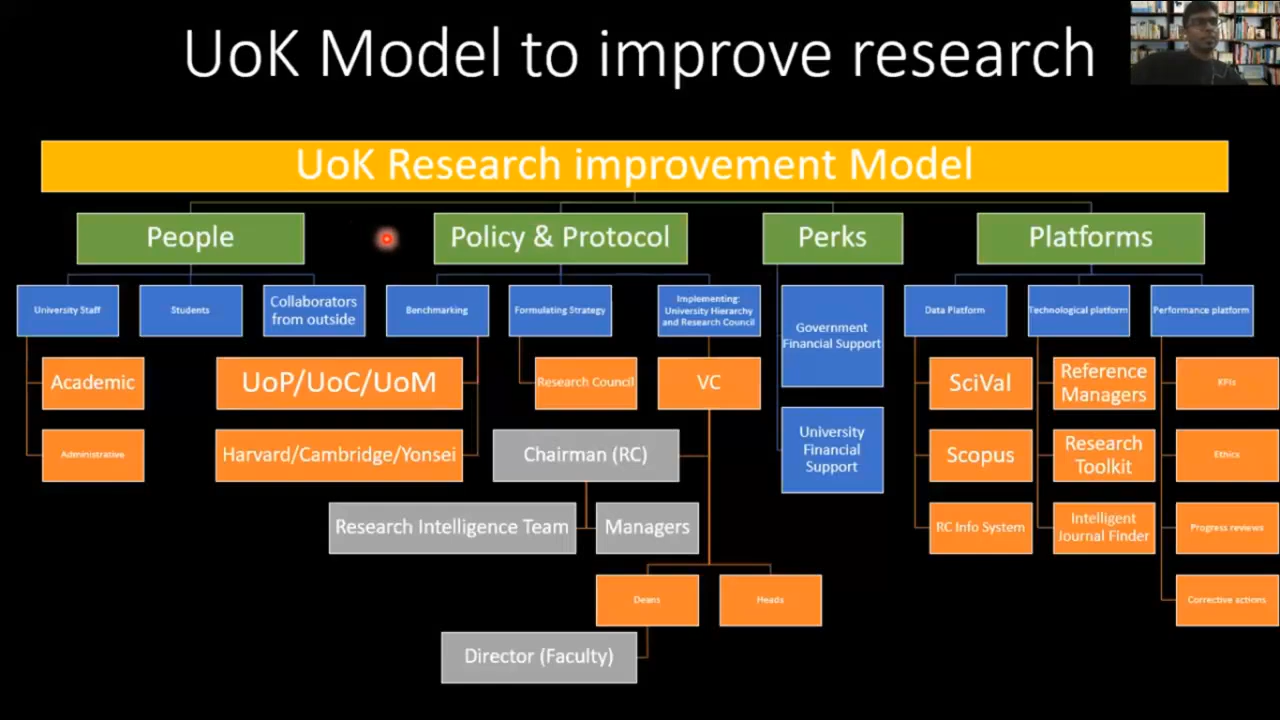 UoK Model to improve research
UoK Research improvement Model
People
Policy & Protocol
Perks
Platforms
University Staff
Students
Collaborators
from outside
Benchmarking
Formulating Strategy
Implementing:
University Hierarchy
and Research Council
Government
Financial Support
Data Platform
Technological platform
Performance platform
Academic
UoP/UoC/UoM
Research Council
VC
SciVal
Reference
Managers
KPIs
Administrative
Harvard/Cambridge/Yonsei
Chairman (RC)
University
Financial
Support
Scopus
Research
Toolkit
Ethics
Research Intelligence Team
Managers
RC Info System
Intelligent
Journal Finder
Progress reviews
Deans
Heads
Corrective actions
Director (Faculty)